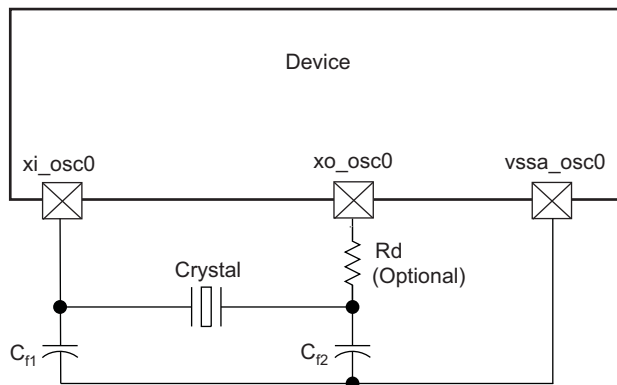 Device
xi_osc0
xo_osc0
vssa_osc0
Rd
(Optional)
Crystal
Cf1
Cf2